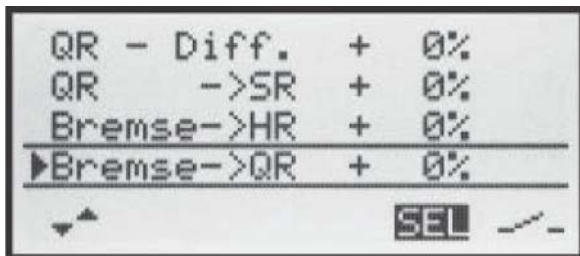 QR - Diff. + 0%
QR ->SR + 0%
Bremse->HR + 0%
▶Bremse->QR + 0%
SEL